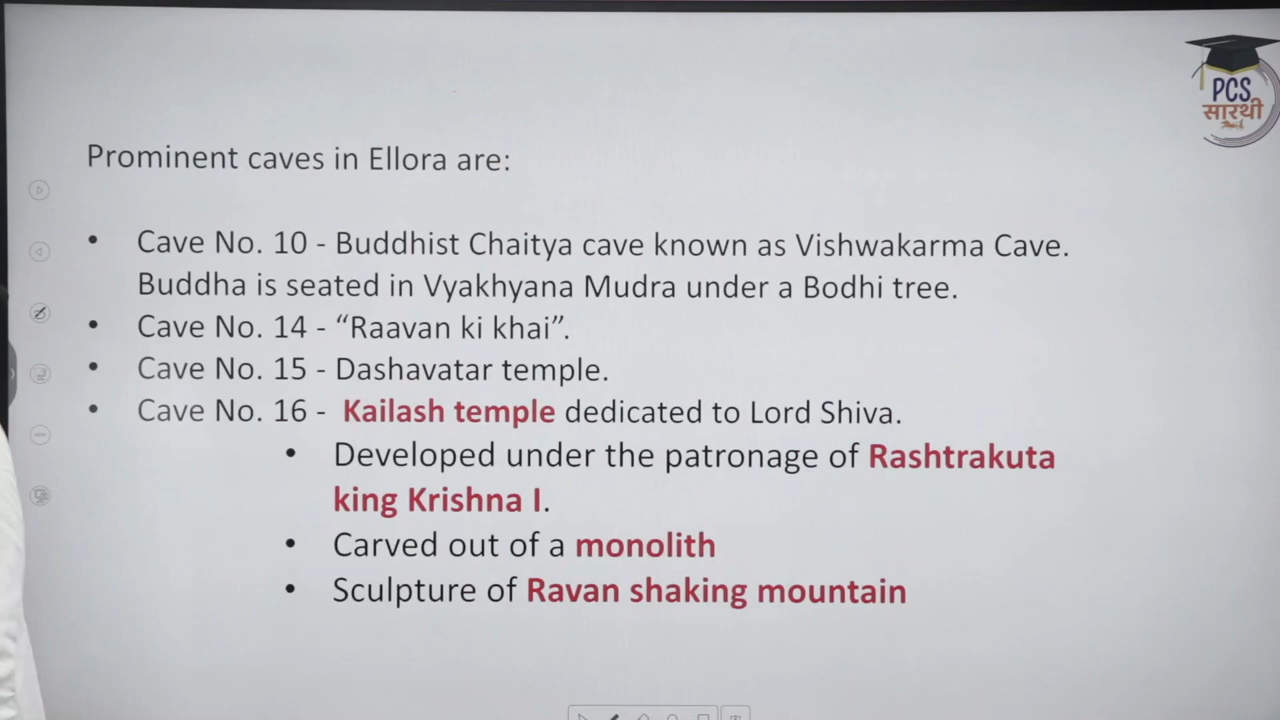 PCS
सारथी
Prominent caves in Ellora are:
• Cave No. 10 - Buddhist Chaitya cave known as Vishwakarma Cave.
Buddha is seated in Vyakhyana Mudra under a Bodhi tree.
• Cave No. 14 - “Raavan ki khai”.
• Cave No. 15 - Dashavatar temple.
• Cave No. 16 - Kailash temple dedicated to Lord Shiva.
• Developed under the patronage of Rashtrakuta
king Krishna I.
• Carved out of a monolith
• Sculpture of Ravan shaking mountain